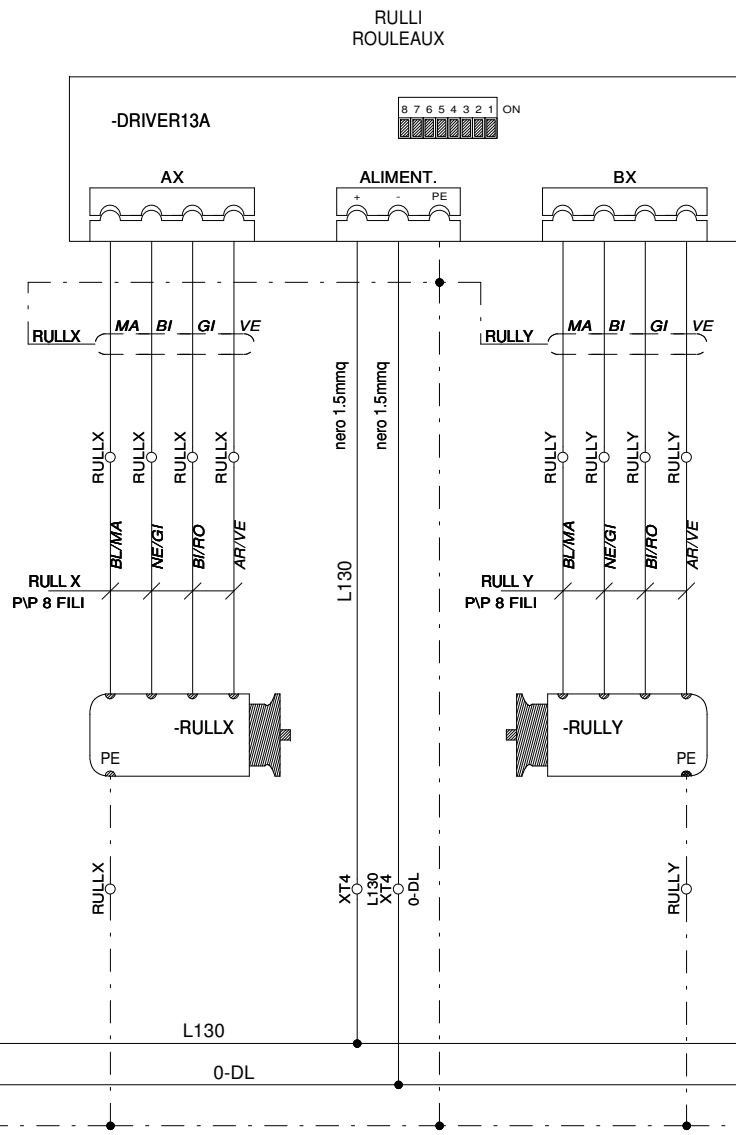 RULLI
ROULEAUX
-DRIVER13A
8 7 6 5 4 3 2 1 ON
AX
ALIMENT.
BX
+ - PE
RULLX
MA BI GI VE
RULLY
MA BI GI VE
nero 1.5mmq
nero 1.5mmq
RULLX
RULLX
RULLX
RULLX
RULLY
RULLY
RULLY
RULLY
BL/MA
NE/GI
BI/RO
AR/VE
L130
BL/MA
NE/GI
BI/RO
AR/VE
RULL X
P\P 8 FILI
RULL Y
P\P 8 FILI
-RULLX
PE
-RULLY
PE
RULLX
XT4
L130
XT4
0-DL
RULLY
L130
0-DL